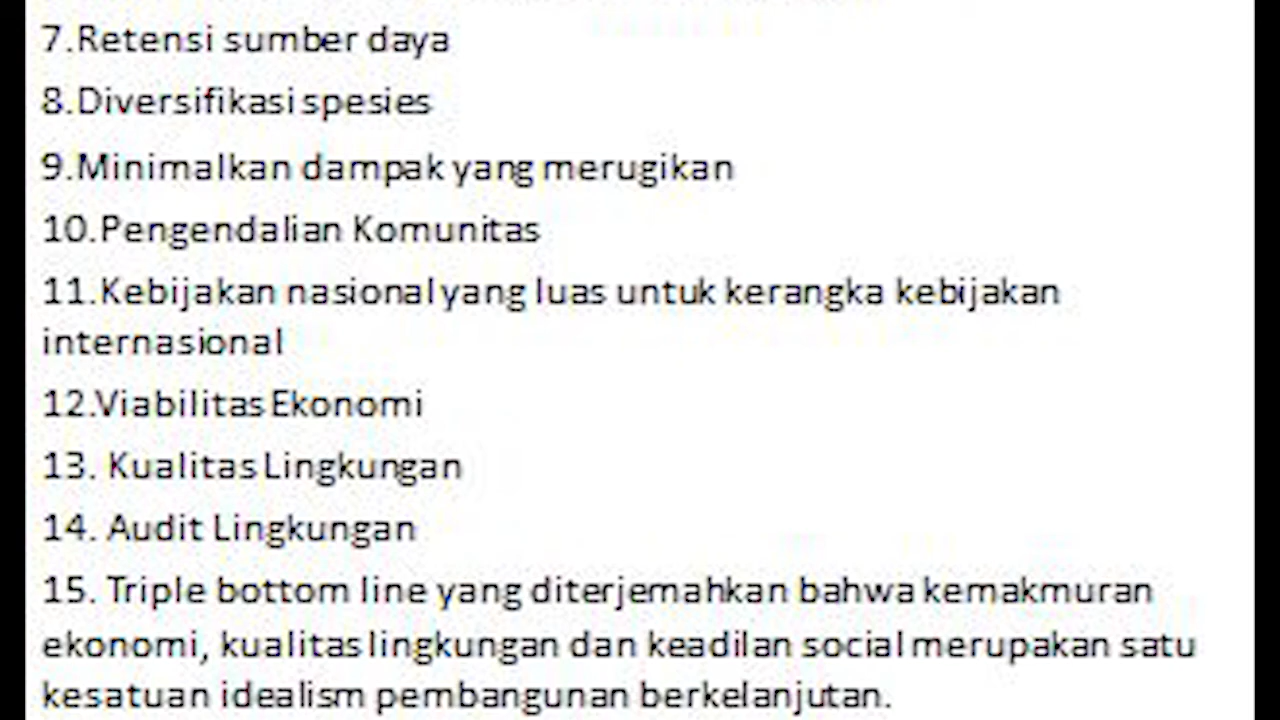 7.Retensi sumber daya
8.Diversifikasi spesies
9.Minimalkan dampak yang merugikan
10.Pengendalian Komunitas
11.Kebijakan nasional yang luas untuk kerangka kebijakan
internasional
12.Viabilitas Ekonomi
13. Kualitas Lingkungan
14. Audit Lingkungan
15. Triple bottom line yang diterjemahkan bahwa kemakmuran
ekonomi, kualitas lingkungan dan keadilan social merupakan satu
kesatuan idealism pembangunan berkelanjutan.